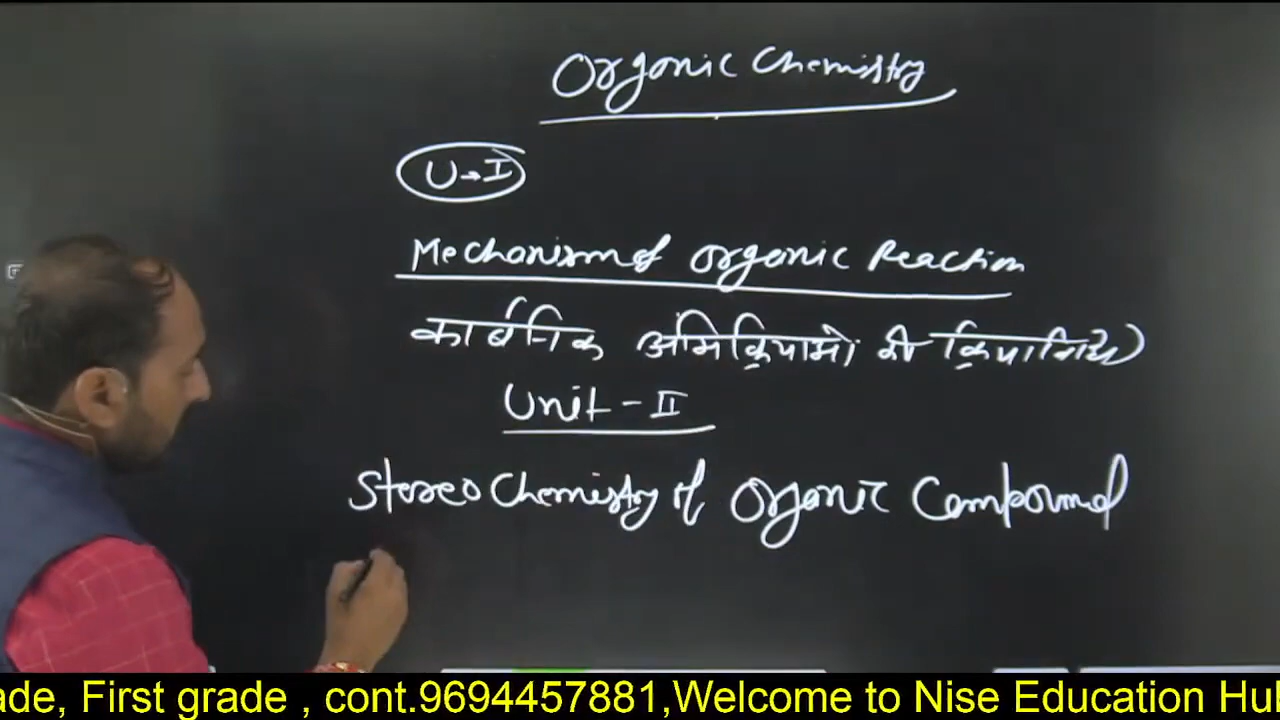 Organic Chemistry
U→I
Mechanism of Organic Reaction
कार्बनिक अभिक्रियाओं की क्रियाविधि
Unit - II
Stereo Chemistry of Organic Compound
ade, First grade , cont.9694457881,Welcome to Nise Education Hu